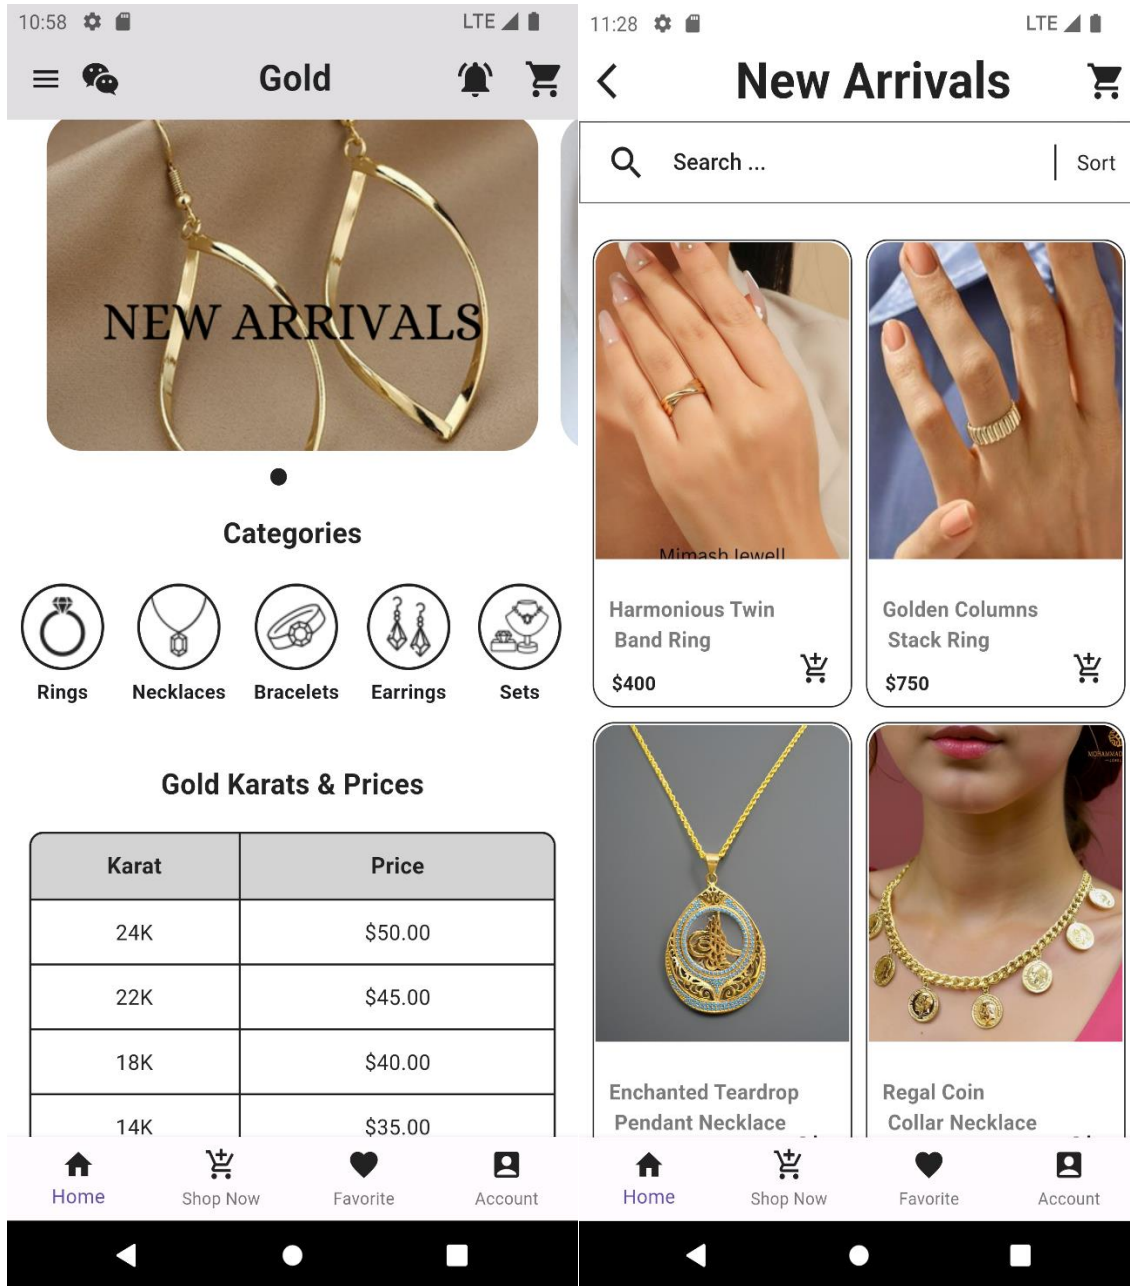 10:58
LTE
Gold
NEW ARRIVALS
Categories
Rings
Necklaces
Bracelets
Earrings
Sets
Gold Karats & Prices
Karat
Price
24K
$50.00
22K
$45.00
18K
$40.00
14K
$35.00
Home
Shop Now
Favorite
Account
11:28
LTE
New Arrivals
Search ...
Sort
Mimash Jewell
Harmonious Twin
Band Ring
$400
Golden Columns
Stack Ring
$750
Enchanted Teardrop
Pendant Necklace
Regal Coin
Collar Necklace
Home
Shop Now
Favorite
Account